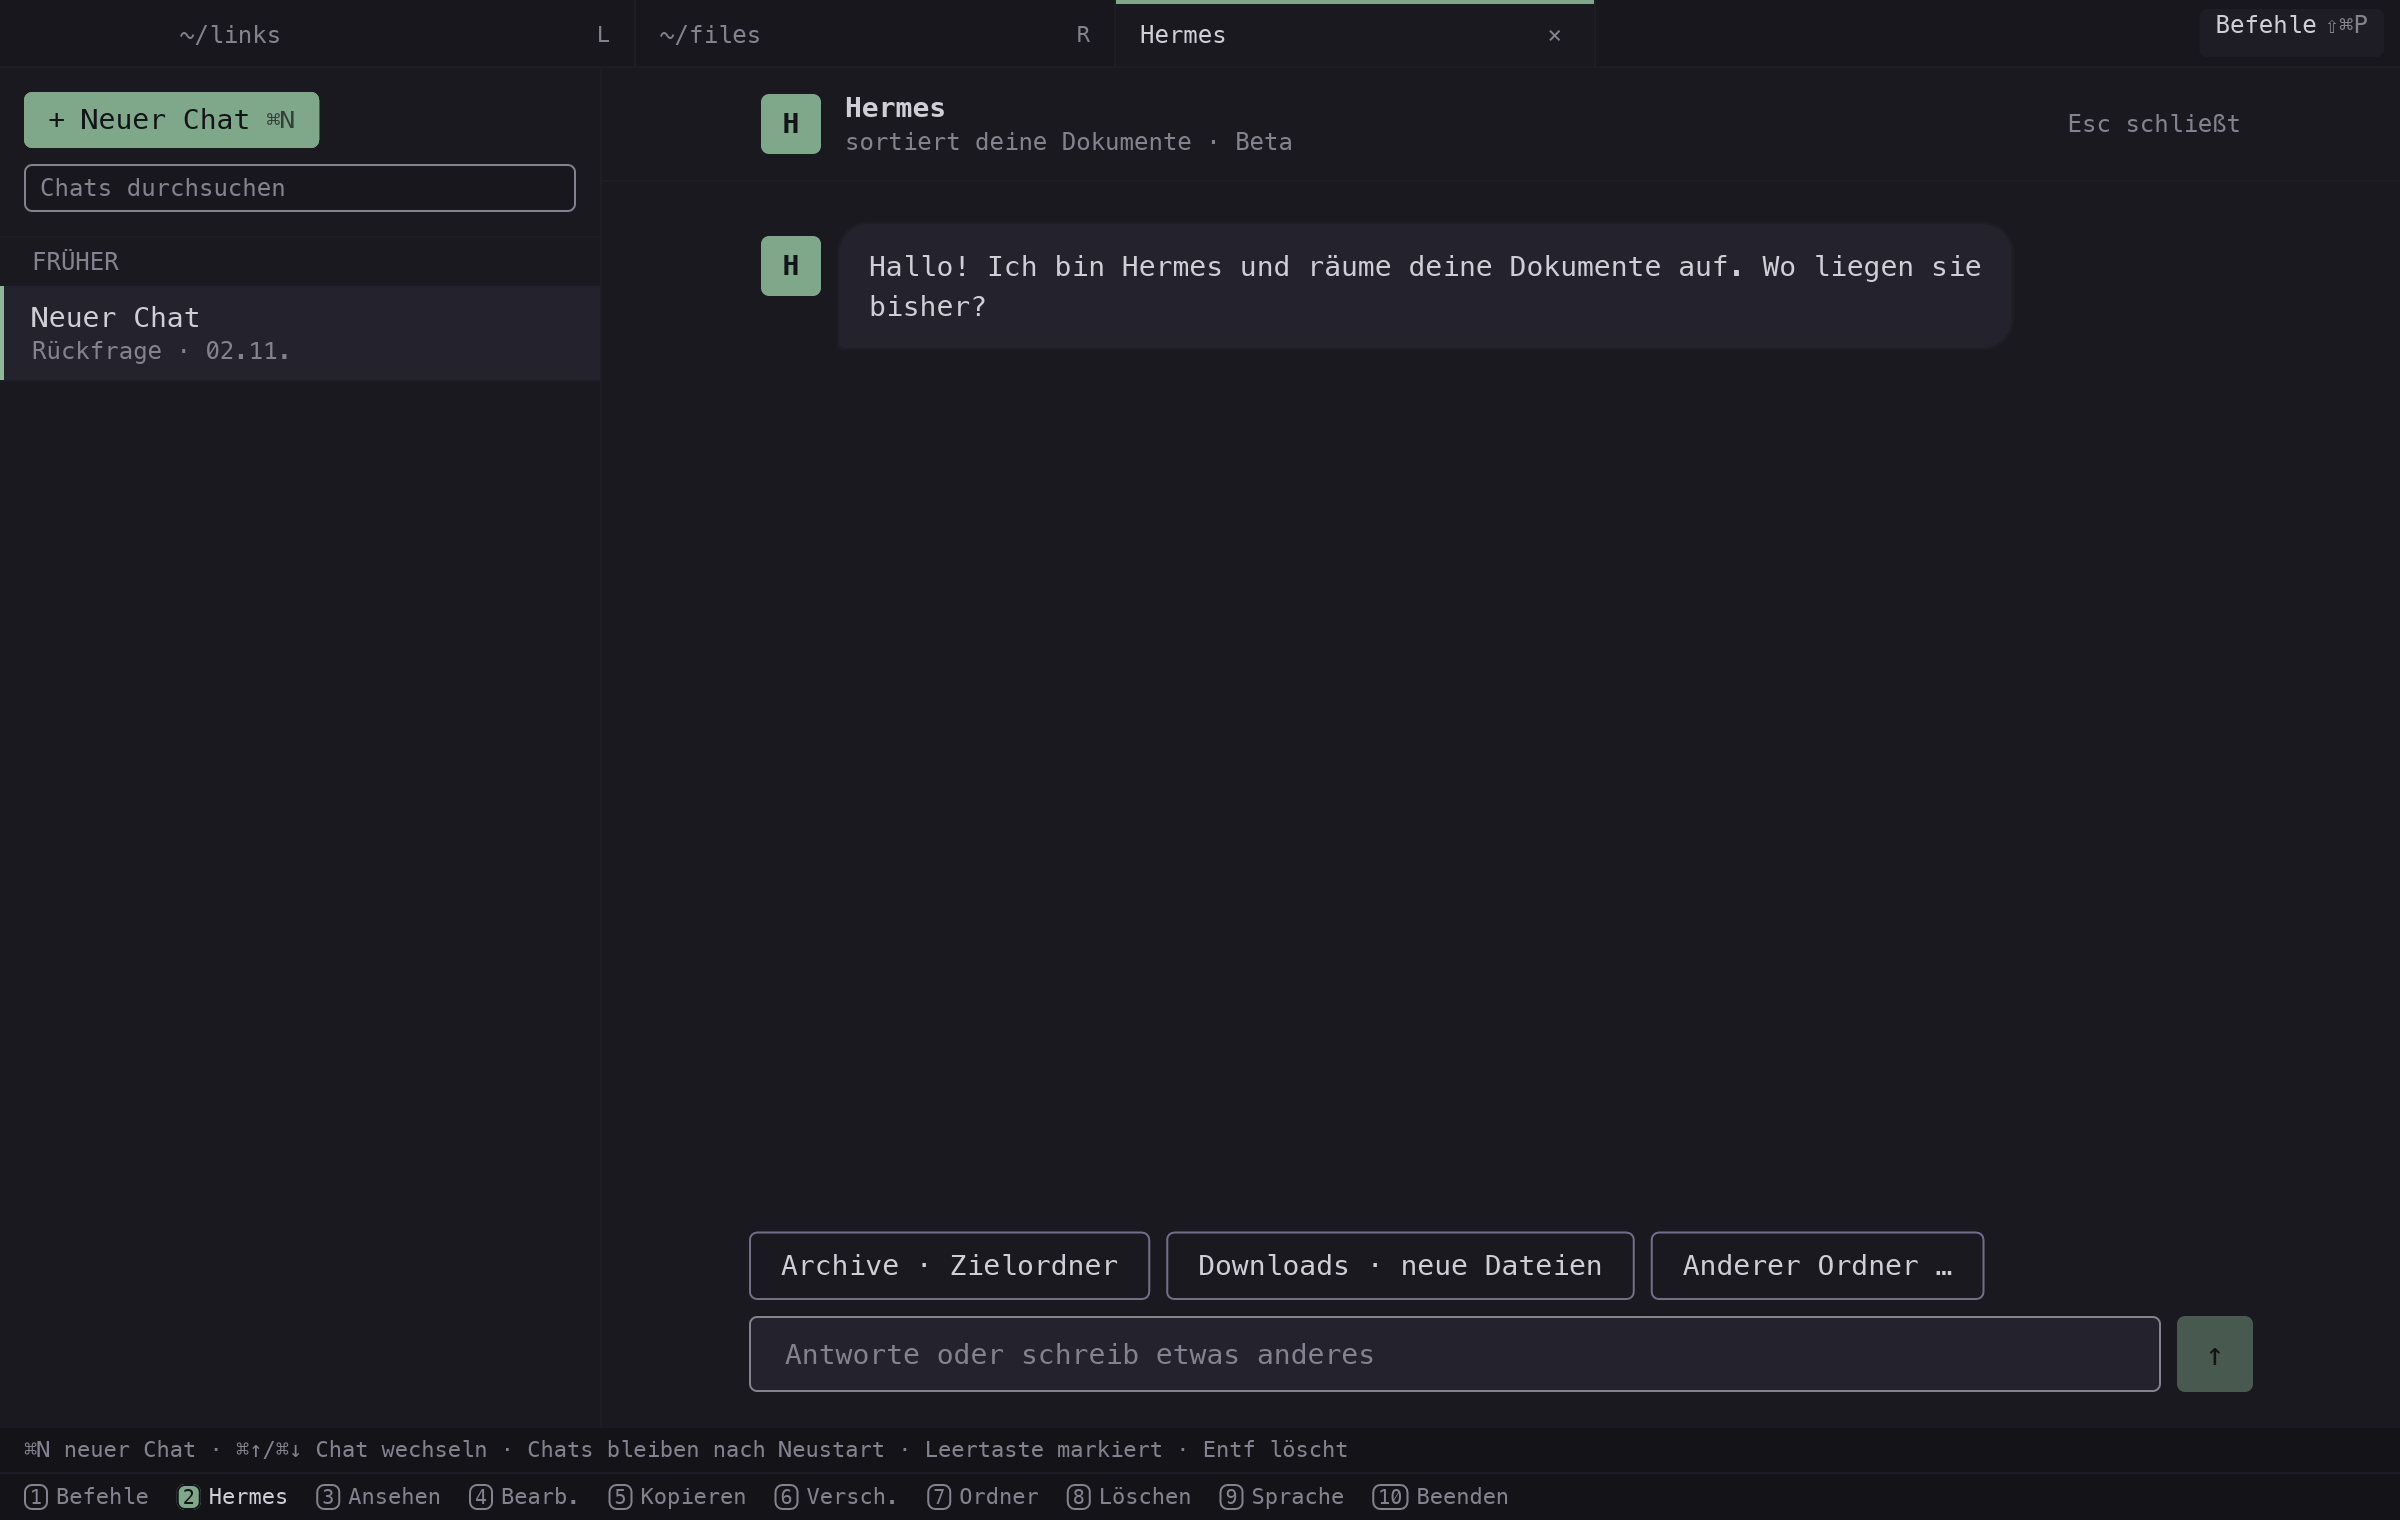 ~/links L ~/files R Hermes × Befehle ⇧⌘P
+ Neuer Chat ⌘N
Chats durchsuchen
FRÜHER
Neuer Chat
Rückfrage · 02.11.
H
Hermes
sortiert deine Dokumente · Beta
Esc schließt
H
Hallo! Ich bin Hermes und räume deine Dokumente auf. Wo liegen sie
bisher?
Archive · Zielordner Downloads · neue Dateien Anderer Ordner …
Antworte oder schreib etwas anderes ↑
⌘N neuer Chat · ⌘↑/⌘↓ Chat wechseln · Chats bleiben nach Neustart · Leertaste markiert · Entf löscht
1 Befehle 2 Hermes 3 Ansehen 4 Bearb. 5 Kopieren 6 Versch. 7 Ordner 8 Löschen 9 Sprache 10 Beenden